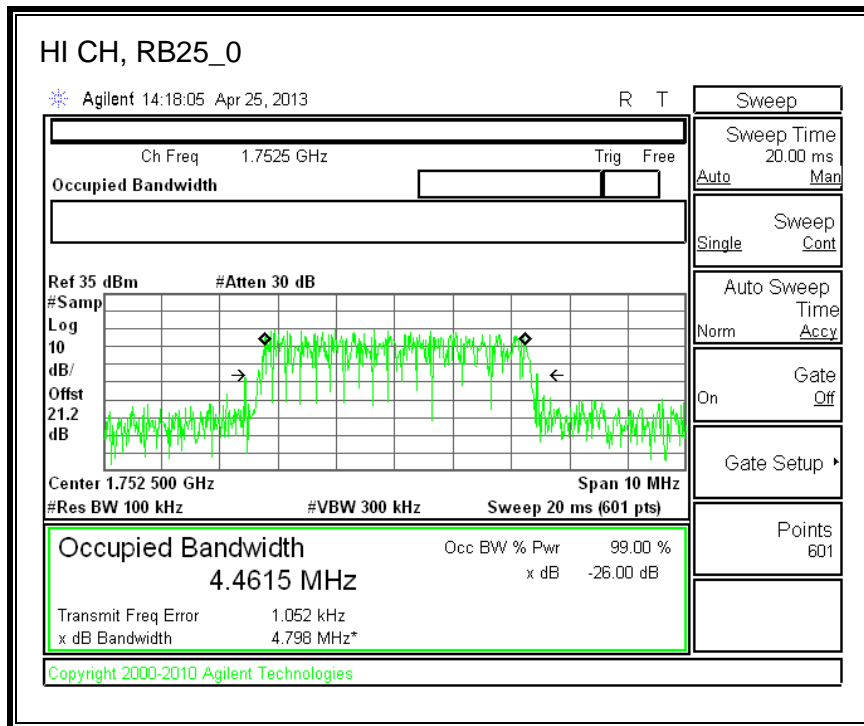 HI CH, RB25_0
Agilent 14:18:05 Apr 25, 2013 R T
Ch Freq 1.7525 GHz Trig Free
Occupied Bandwidth
Ref 35 dBm #Atten 30 dB
#Samp
Log
10
dB/
Offst
21.2
dB
Center 1.752 500 GHz Span 10 MHz
#Res BW 100 kHz #VBW 300 kHz Sweep 20 ms (601 pts)
Occupied Bandwidth
4.4615 MHz
Occ BW % Pwr 99.00 %
x dB -26.00 dB
Transmit Freq Error 1.052 kHz
x dB Bandwidth 4.798 MHz*
Copyright 2000-2010 Agilent Technologies
Sweep
Sweep Time
20.00 ms
Auto Man
Sweep
Single Cont
Auto Sweep
Time
Norm Accy
Gate
On Off
Gate Setup
Points
601